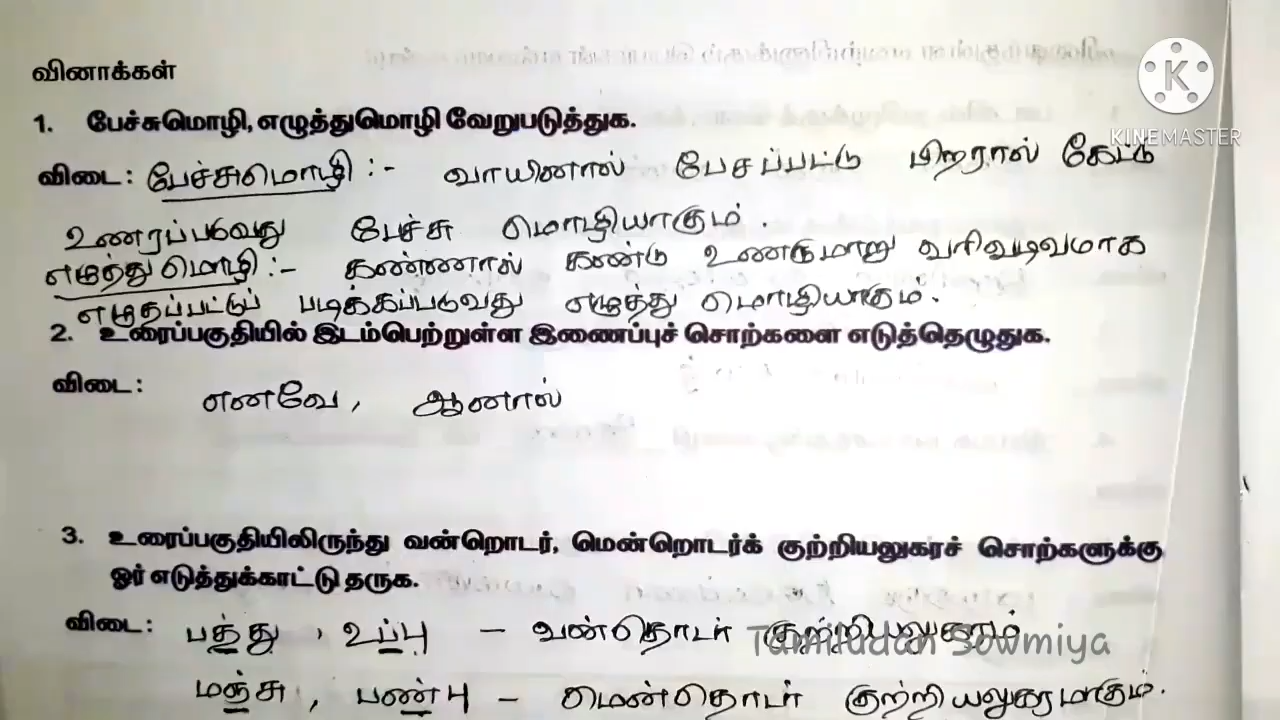 வினாக்கள்
K
KINEMASTER
1. பேச்சுமொழி, எழுத்துமொழி வேறுபடுத்துக.
விடை: பேச்சுமொழி :- வாயினால் பேசப்பட்டு பிறரால் கேட்டு
உணரப்படுவது பேச்சு மொழியாகும்.
எழுத்துமொழி :- கண்ணால் கண்டு உணருமாறு வரிவடிவமாக
எழுதப்பட்டுப் படிக்கப்படுவது எழுத்து மொழியாகும்.
2. உரைப்பகுதியில் இடம்பெற்றுள்ள இணைப்புச் சொற்களை எடுத்தெழுதுக.
விடை: எனவே, ஆனால்
3. உரைப்பகுதியிலிருந்து வன்றொடர், மென்றொடர்க் குற்றியலுகரச் சொற்களுக்கு
ஓர் எடுத்துக்காட்டு தருக.
விடை: பத்து, உப்பு – வன்தொடர் குற்றியலுகரம்
Tamiludan Sowmiya
மஞ்சு, பண்பு – மென்தொடர் குற்றியலுகரமாகும்.